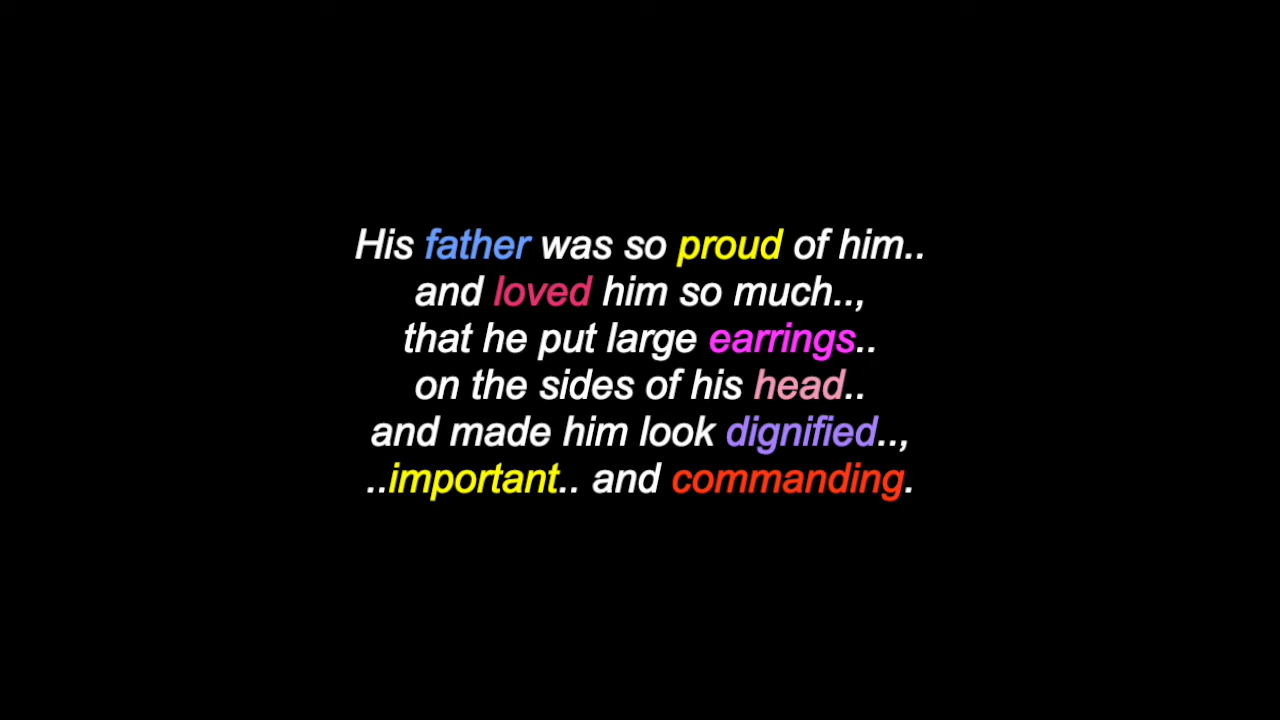 His father was so proud of him..
and loved him so much..,
that he put large earrings..
on the sides of his head..
and made him look dignified..,
..important.. and commanding.